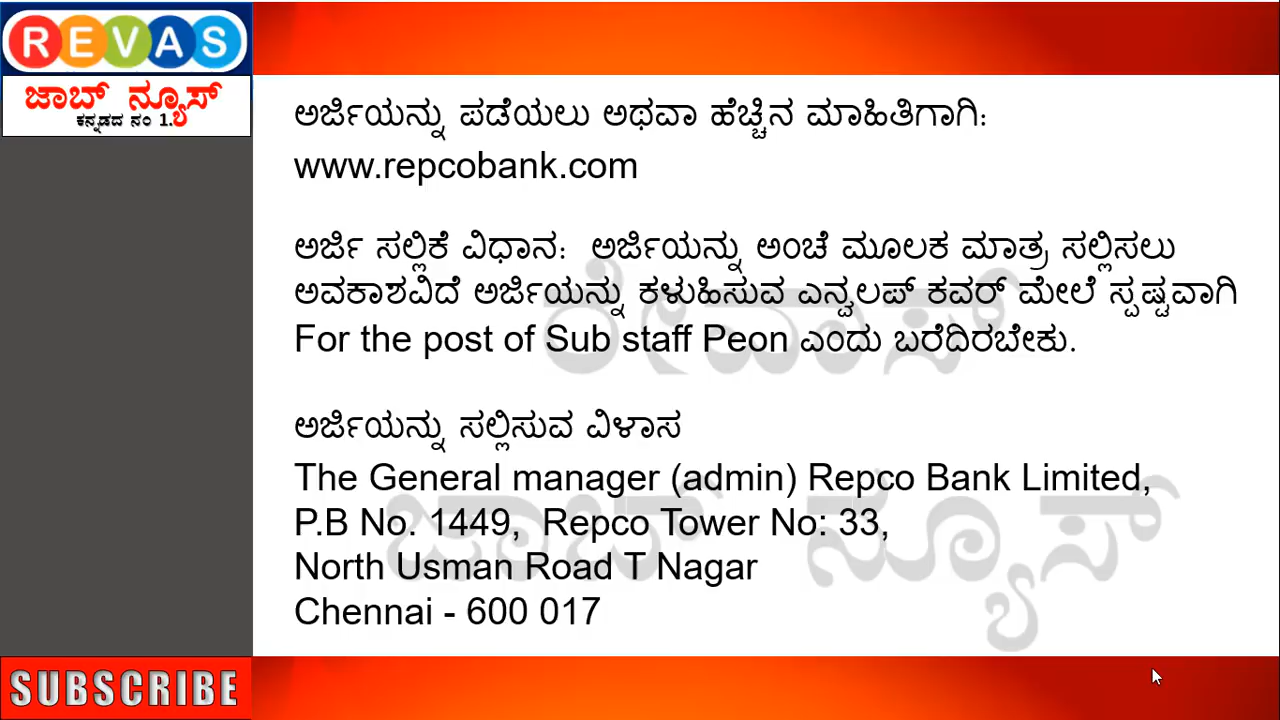 REVAS
ಜಾಬ್ ನ್ಯೂಸ್
ಕನ್ನಡದ ನಂ 1.
ಅರ್ಜಿಯನ್ನು ಪಡೆಯಲು ಅಥವಾ ಹೆಚ್ಚಿನ ಮಾಹಿತಿಗಾಗಿ:
www.repcobank.com
ಅರ್ಜಿ ಸಲ್ಲಿಕೆ ವಿಧಾನ: ಅರ್ಜಿಯನ್ನು ಅಂಚೆ ಮೂಲಕ ಮಾತ್ರ ಸಲ್ಲಿಸಲು
ಅವಕಾಶವಿದೆ ಅರ್ಜಿಯನ್ನು ಕಳುಹಿಸುವ ಎನ್ವಲಪ್ ಕವರ್ ಮೇಲೆ ಸ್ಪಷ್ಟವಾಗಿ
For the post of Sub staff Peon ಎಂದು ಬರೆದಿರಬೇಕು.
ಅರ್ಜಿಯನ್ನು ಸಲ್ಲಿಸುವ ವಿಳಾಸ
The General manager (admin) Repco Bank Limited,
P.B No. 1449, Repco Tower No: 33,
North Usman Road T Nagar
Chennai - 600 017
ರೇವಾಸ್
ಜಾಬ್ ನ್ಯೂಸ್
SUBSCRIBE